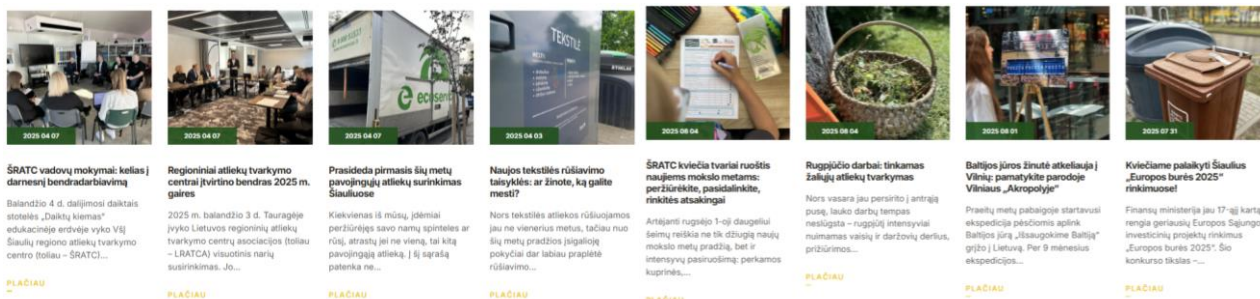 TEKSTILĖ
2025 04 07
ŠRATC vadovų mokymai: kelias į
darnesnį bendradarbiavimą
Balandžio 4 d. dalijimosi daiktais
stotelės „Daiktų kiemas"
edukacinėje erdvėje vyko VšĮ
Šiaulių regiono atliekų tvarkymo
centro (toliau – ŠRATC)...
PLAČIAU
2025 04 07
Regioniniai atliekų tvarkymo
centrai įtvirtino bendras 2025 m.
gaires
2025 m. balandžio 3 d. Tauragėje
įvyko Lietuvos regioninių atliekų
tvarkymo centrų asociacijos (toliau
– LRATCA) visuotinis narių
susirinkimas. Jo...
PLAČIAU
ecoservice
2025 04 07
Prasideda pirmasis šių metų
pavojingųjų atliekų surinkimas
Šiauliuose
Kiekvienas iš mūsų, įdėmiai
peržiūrėjęs savo namų spinteles ar
rūsį, atrastų jei ne vieną, tai kitą
pavojingąją atlieką. Į šį sąrašą
patenka ne...
PLAČIAU
2025 04 03
Naujos tekstilės rūšiavimo
taisyklės: ar žinote, ką galite
mesti?
Nors tekstilės atliekos rūšiuojamos
jau ne vienerius metus, tačiau nuo
šių metų pradžios įsigalioję
pokyčiai dar labiau praplėtė
rūšiavimo...
PLAČIAU
2025 08 04
ŠRATC kviečia tvariai ruoštis
naujiems mokslo metams:
peržiūrėkite, pasidalinkite,
rinkitės atsakingai
Artėjanti rugsėjo 1-oji daugeliui
šeimų reiškia ne tik džiugią naujų
mokslo metų pradžią, bet ir
intensyvų pasiruošimą: perkamos
kuprinės,...
PLAČIAU
2025 08 04
Rugpjūčio darbai: tinkamas
žaliųjų atliekų tvarkymas
Nors vasara jau persirito į antrąją
pusę, lauko darbų tempas
neslūgsta – rugpjūtį intensyviai
nuimamas vaisių ir daržovių derlius,
prižiūrimos...
PLAČIAU
2025 08 01
Baltijos jūros žinutė atkeliauja į
Vilnių: pamatykite parodoje
Vilniaus „Akropolyje"
Praeitų metų pabaigoje startavusi
ekspedicija pėsčiomis aplink
Baltijos jūrą „Išsaugokime Baltiją"
grįžo į Lietuvą. Per 9 mėnesius
ekspedicijos...
PLAČIAU
2025 07 31
Kviečiame palaikyti Šiaulius
„Europos burės 2025"
rinkimuose!
Finansų ministerija jau 17-ąjį kartą
rengia geriausių Europos Sąjungos
investicinių projektų rinkimus
„Europos burės 2025". Šio
konkurso tikslas –...
PLAČIAU